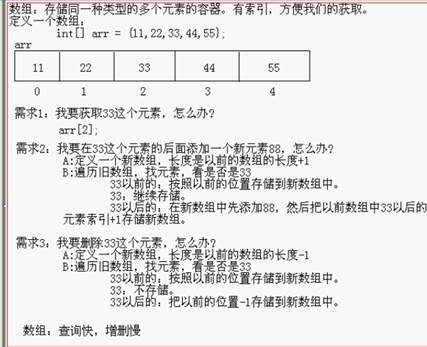 数组：存储同一种类型的多个元素的容器。有索引，方便我们的获取。
定义一个数组：
int[] arr = {11,22,33,44,55};
arr
11 22 33 44 55
0 1 2 3 4
需求1：我要获取33这个元素，怎么办？
arr[2];
需求2：我要在33这个元素的后面添加一个新元素88，怎么办？
A:定义一个新数组，长度是以前的数组的长度+1
B:遍历旧数组，找元素，看是否是33
33以前的：按照以前的位置存储到新数组中。
33：继续存储。
33以后的：在新数组中先添加88，然后把以前数组中33以后的
元素索引+1存储新数组。
需求3：我要删除33这个元素，怎么办？
A:定义一个新数组，长度是以前的数组的长度-1
B:遍历旧数组，找元素，看是否是33
33以前的：按照以前的位置存储到新数组中。
33：不存储。
33以后的：把以前的位置-1存储到新数组中。
数组：查询快，增删慢